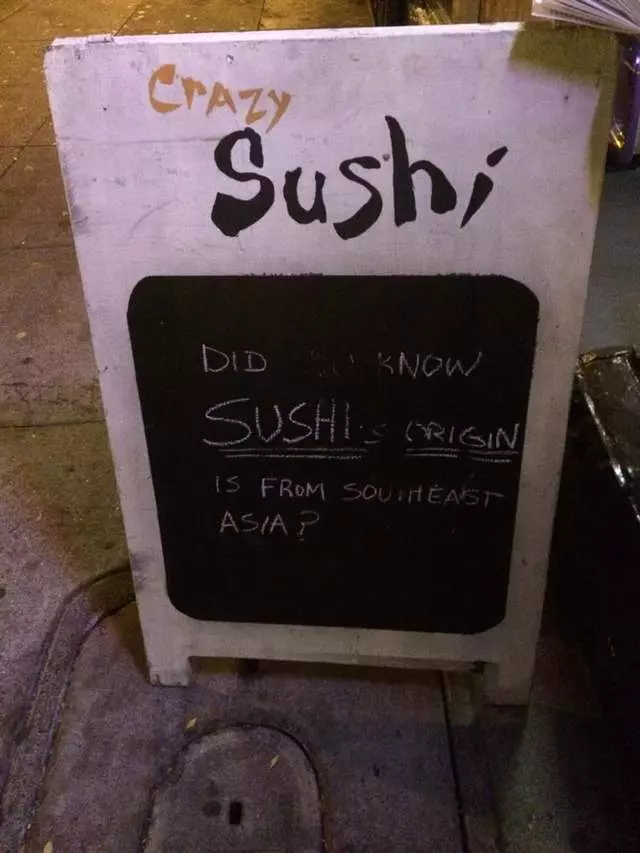 Crazy
Sushi
DID KNOW
SUSHI'S ORIGIN
IS FROM SOUTHEAST
ASIA?